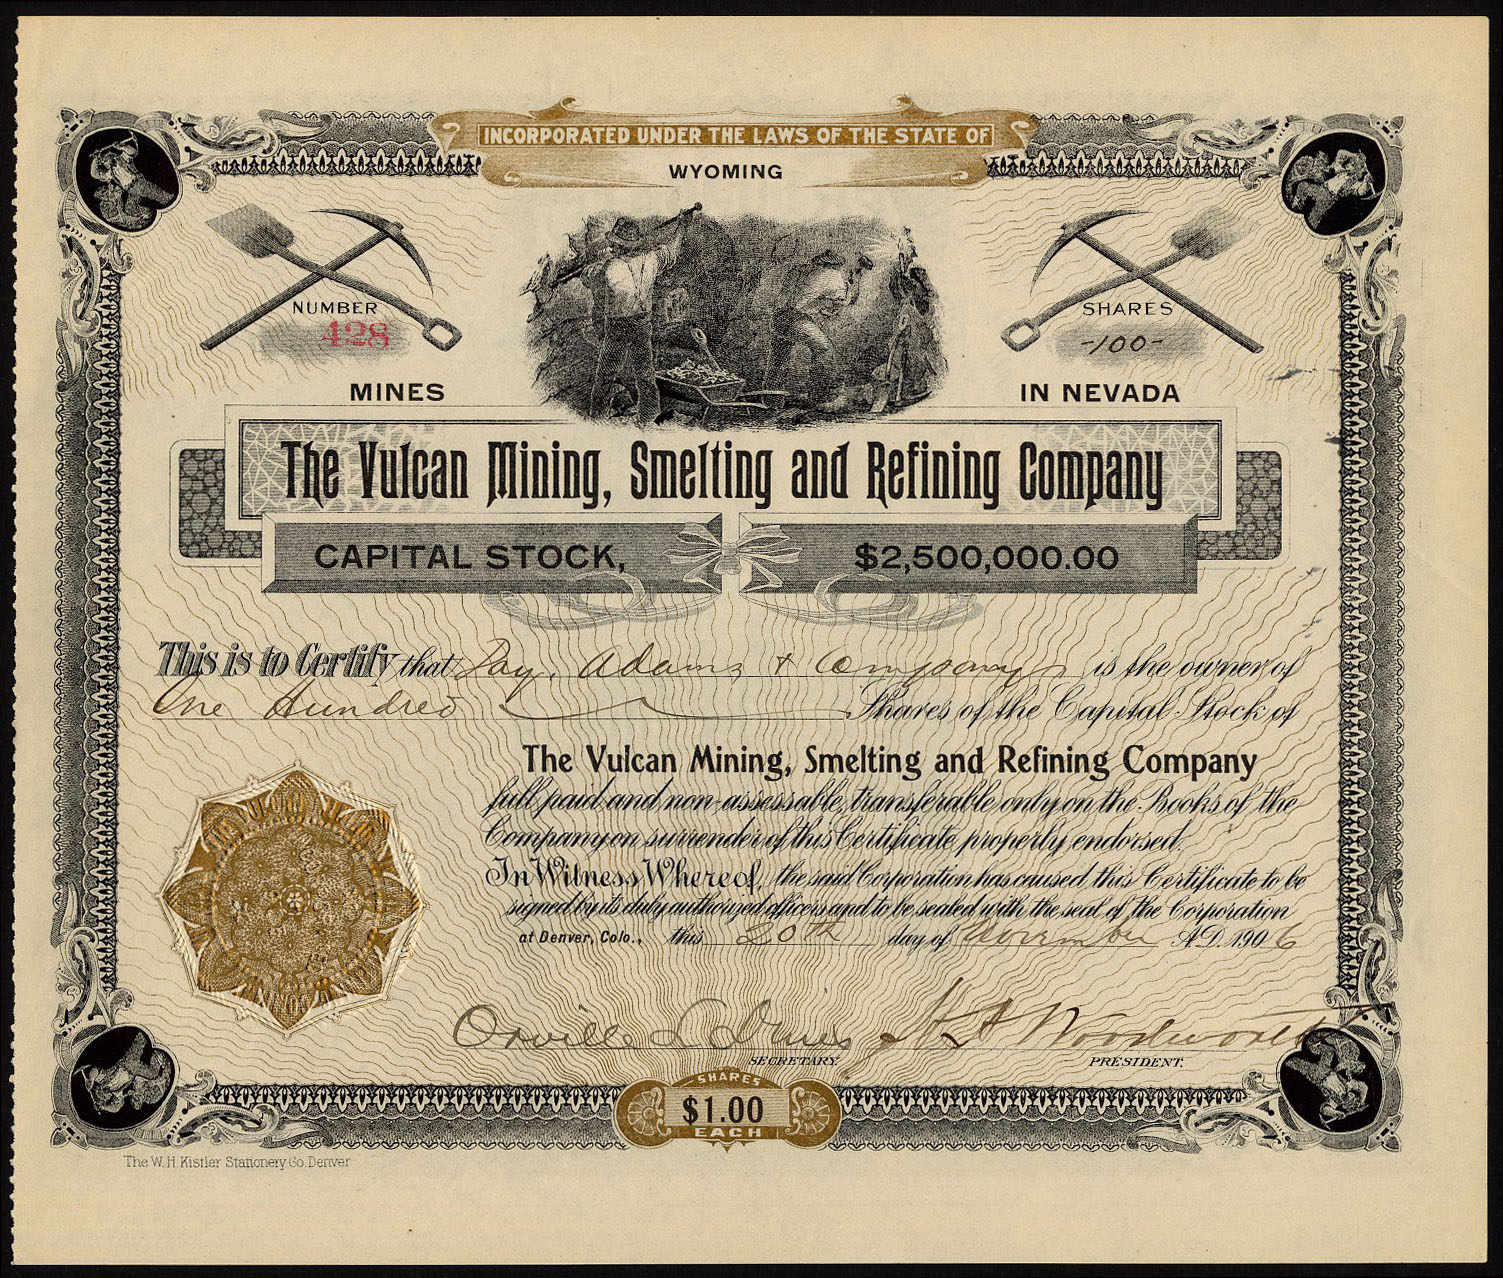 INCORPORATED UNDER THE LAWS OF THE STATE OF
WYOMING
NUMBER
428
SHARES
-100-
MINES
IN NEVADA
The Vulcan Mining, Smelting and Refining Company
CAPITAL STOCK, $2,500,000.00
This is to Certify that Day, Adams & Company is the owner of
One Hundred Shares of the Capital Stock of
The Vulcan Mining, Smelting and Refining Company
full paid and non-assessable, transferable only on the Books of the
Company on surrender of this Certificate properly endorsed.
In Witness Whereof, the said Corporation has caused this Certificate to be
signed by its duly authorized officers and to be sealed with the seal of the Corporation
at Denver, Colo., this 20th day of November A.D. 1906
Orville L. H A Woodworth
SECRETARY. PRESIDENT.
SHARES
$1.00
EACH
The W. H. Kistler Stationery Co. Denver